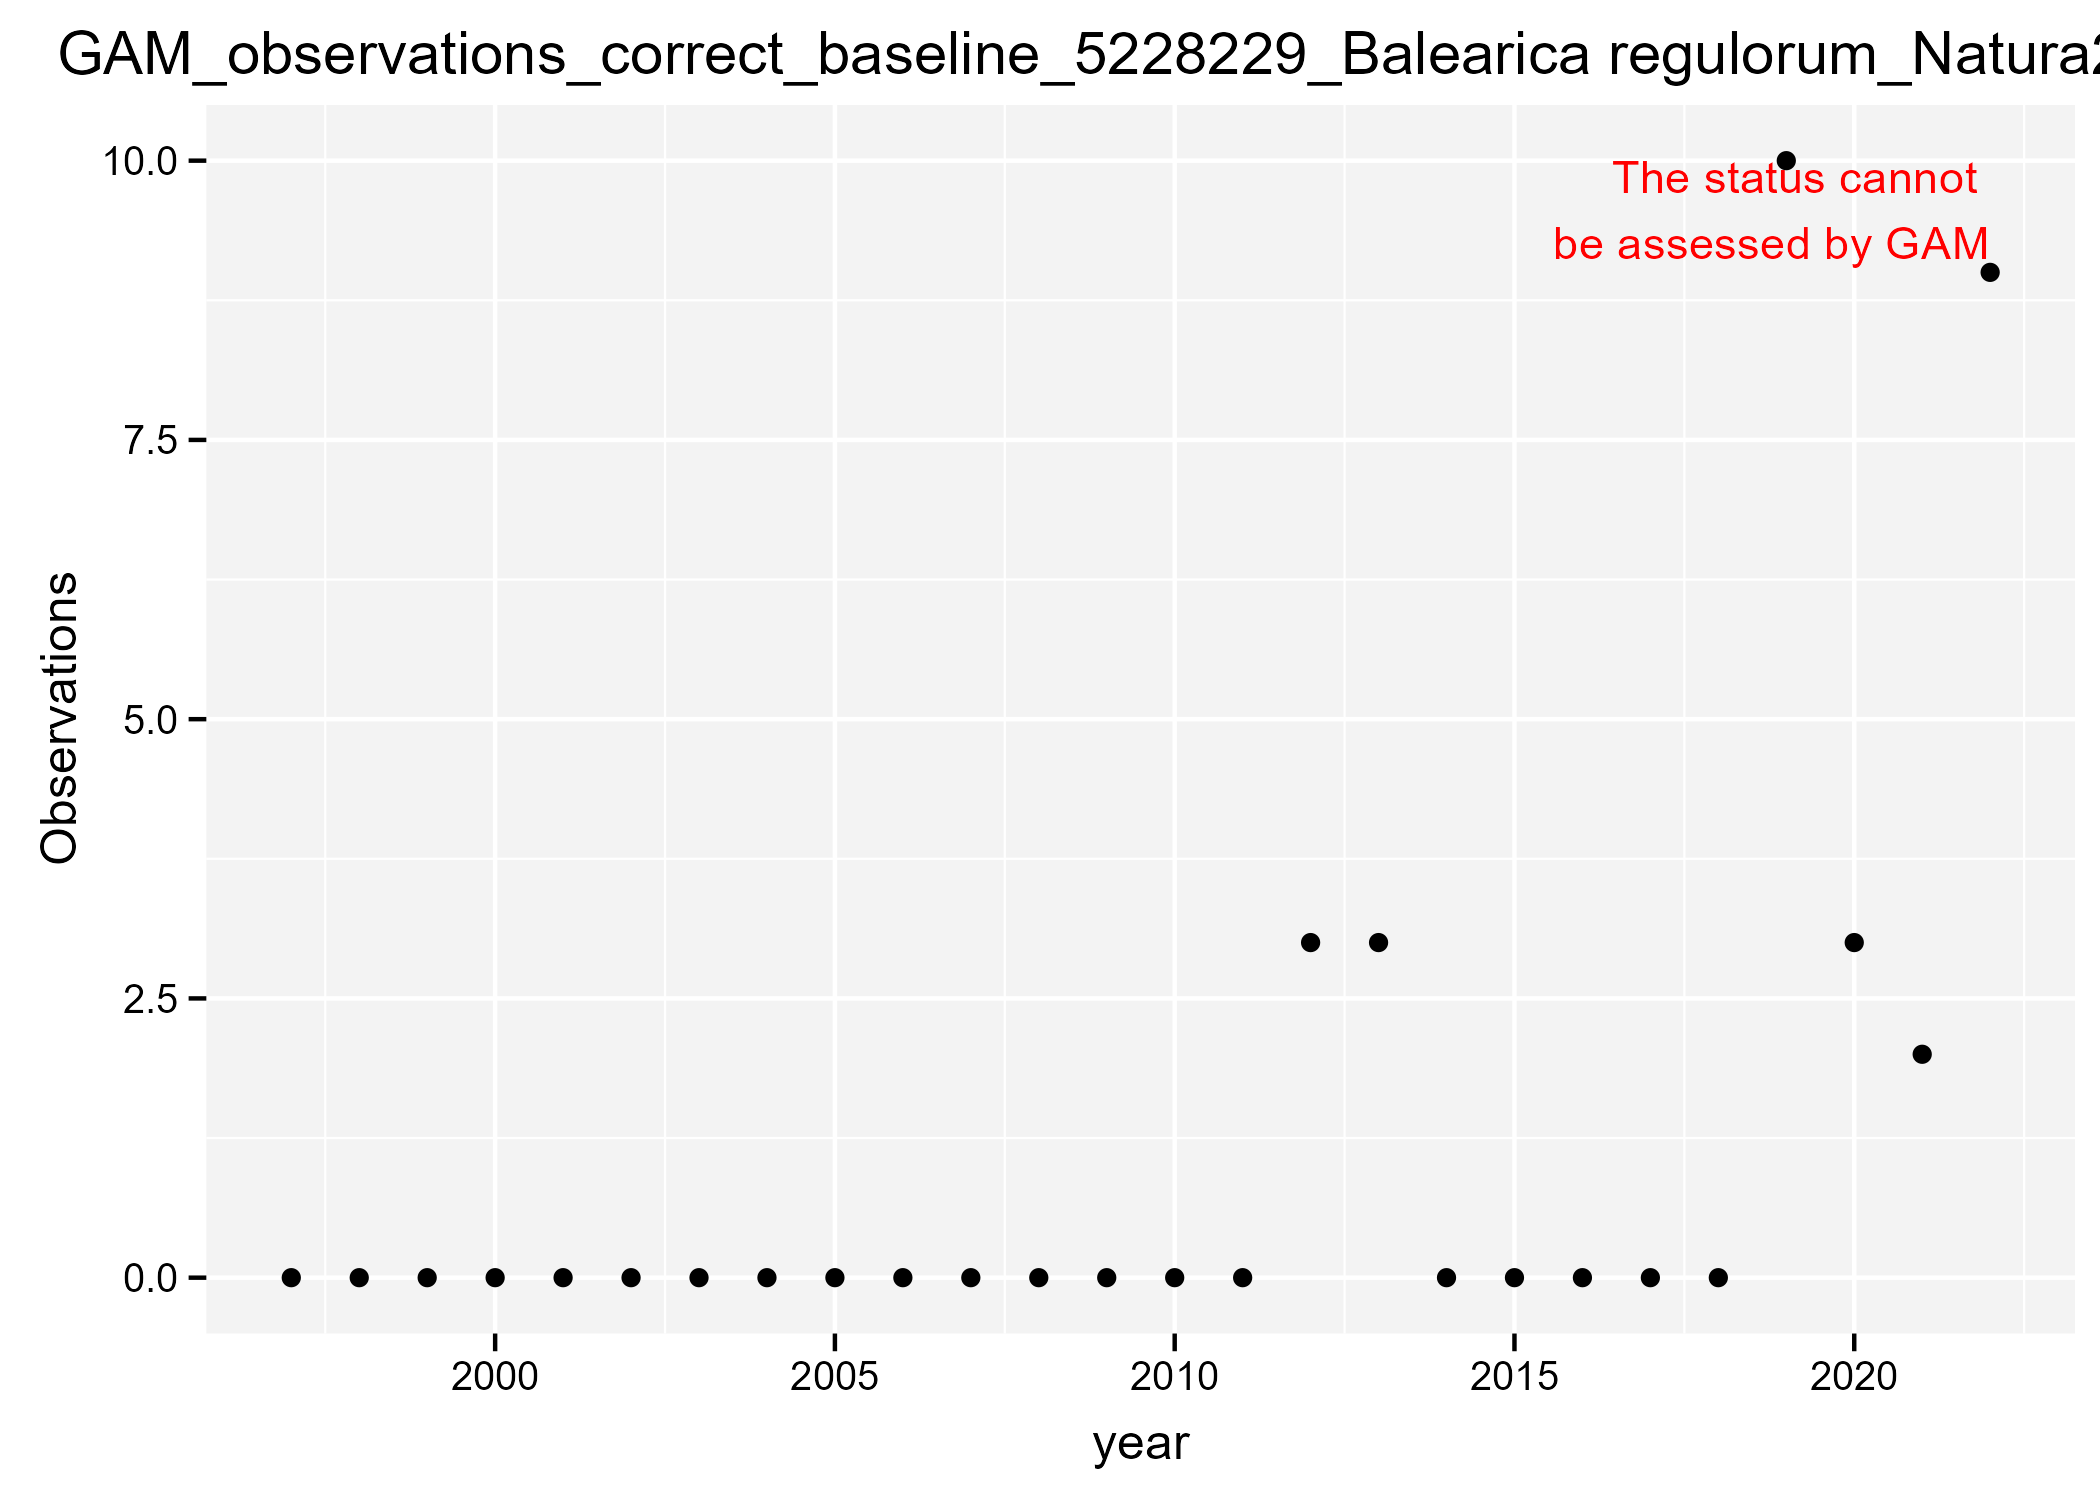 GAM_observations_correct_baseline_5228229_Balearica regulorum_Natura2
10.0
The status cannot
be assessed by GAM
7.5
5.0
2.5
0.0
Observations
2000 2005 2010 2015 2020
year